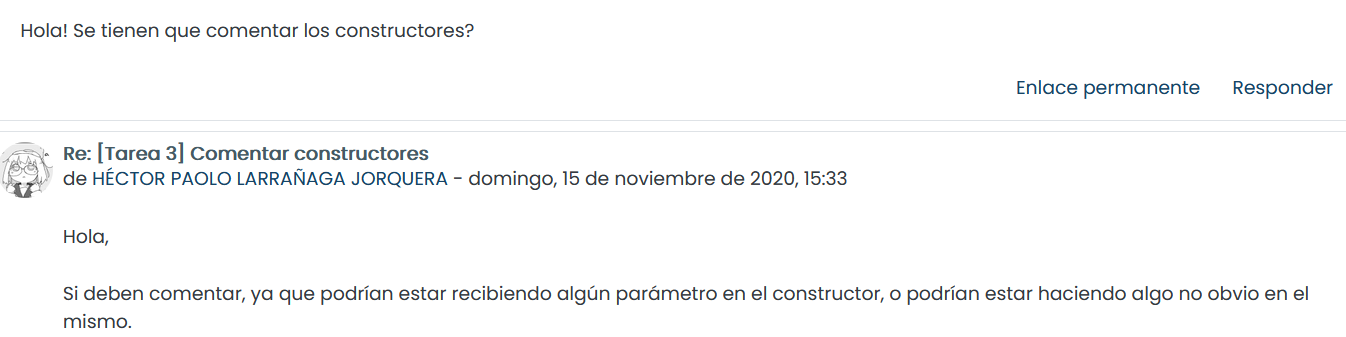 Hola! Se tienen que comentar los constructores?
Enlace permanente Responder
Re: [Tarea 3] Comentar constructores
de HÉCTOR PAOLO LARRAÑAGA JORQUERA - domingo, 15 de noviembre de 2020, 15:33
Hola,
Si deben comentar, ya que podrían estar recibiendo algún parámetro en el constructor, o podrían estar haciendo algo no obvio en el
mismo.